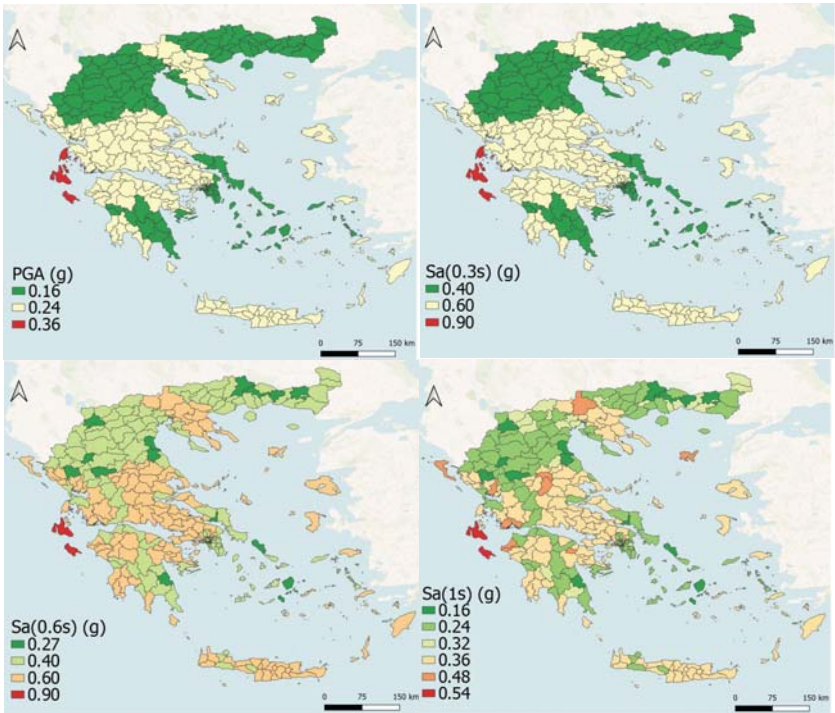 PGA (g)
0.16
0.24
0.36
0 75 150 km
Sa(0.3s) (g)
0.40
0.60
0.90
0 75 150 km
Sa(0.6s) (g)
0.27
0.40
0.60
0.90
0 75 150 km
Sa(1s) (g)
0.16
0.24
0.32
0.36
0.48
0.54
0 75 150 km